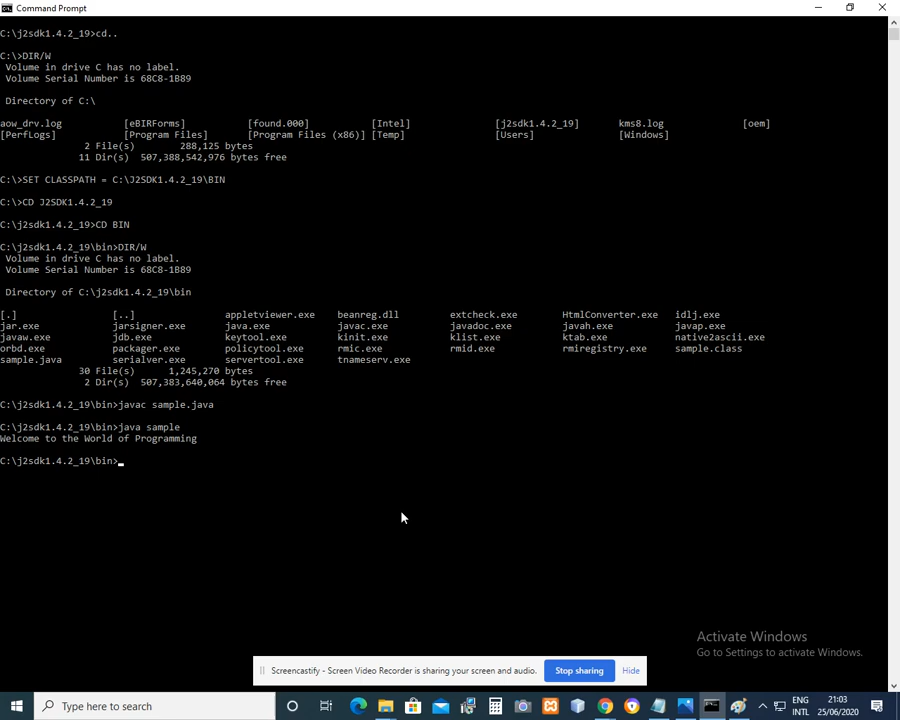 Command Prompt
C:\j2sdk1.4.2_19>cd..
C:\>DIR/W
Volume in drive C has no label.
Volume Serial Number is 68C8-1B89
Directory of C:\
aow_drv.log [eBIRForms] [found.000] [Intel] [j2sdk1.4.2_19] kms8.log [oem]
[PerfLogs] [Program Files] [Program Files (x86)] [Temp] [Users] [Windows]
2 File(s) 288,125 bytes
11 Dir(s) 507,388,542,976 bytes free
C:\>SET CLASSPATH = C:\J2SDK1.4.2_19\BIN
C:\>CD J2SDK1.4.2_19
C:\j2sdk1.4.2_19>CD BIN
C:\j2sdk1.4.2_19\bin>DIR/W
Volume in drive C has no label.
Volume Serial Number is 68C8-1B89
Directory of C:\j2sdk1.4.2_19\bin
[.] [..] appletviewer.exe beanreg.dll extcheck.exe HtmlConverter.exe idlj.exe
jar.exe jarsigner.exe java.exe javac.exe javadoc.exe javah.exe javap.exe
javaw.exe jdb.exe keytool.exe kinit.exe klist.exe ktab.exe native2ascii.exe
orbd.exe packager.exe policytool.exe rmic.exe rmid.exe rmiregistry.exe sample.class
sample.java serialver.exe servertool.exe tnameserv.exe
30 File(s) 1,245,270 bytes
2 Dir(s) 507,383,640,064 bytes free
C:\j2sdk1.4.2_19\bin>javac sample.java
C:\j2sdk1.4.2_19\bin>java sample
Welcome to the World of Programming
C:\j2sdk1.4.2_19\bin>
Activate Windows
Go to Settings to activate Windows.
Screencastify - Screen Video Recorder is sharing your screen and audio. Stop sharing Hide
Type here to search
ENG 21:03
INTL 25/06/2020